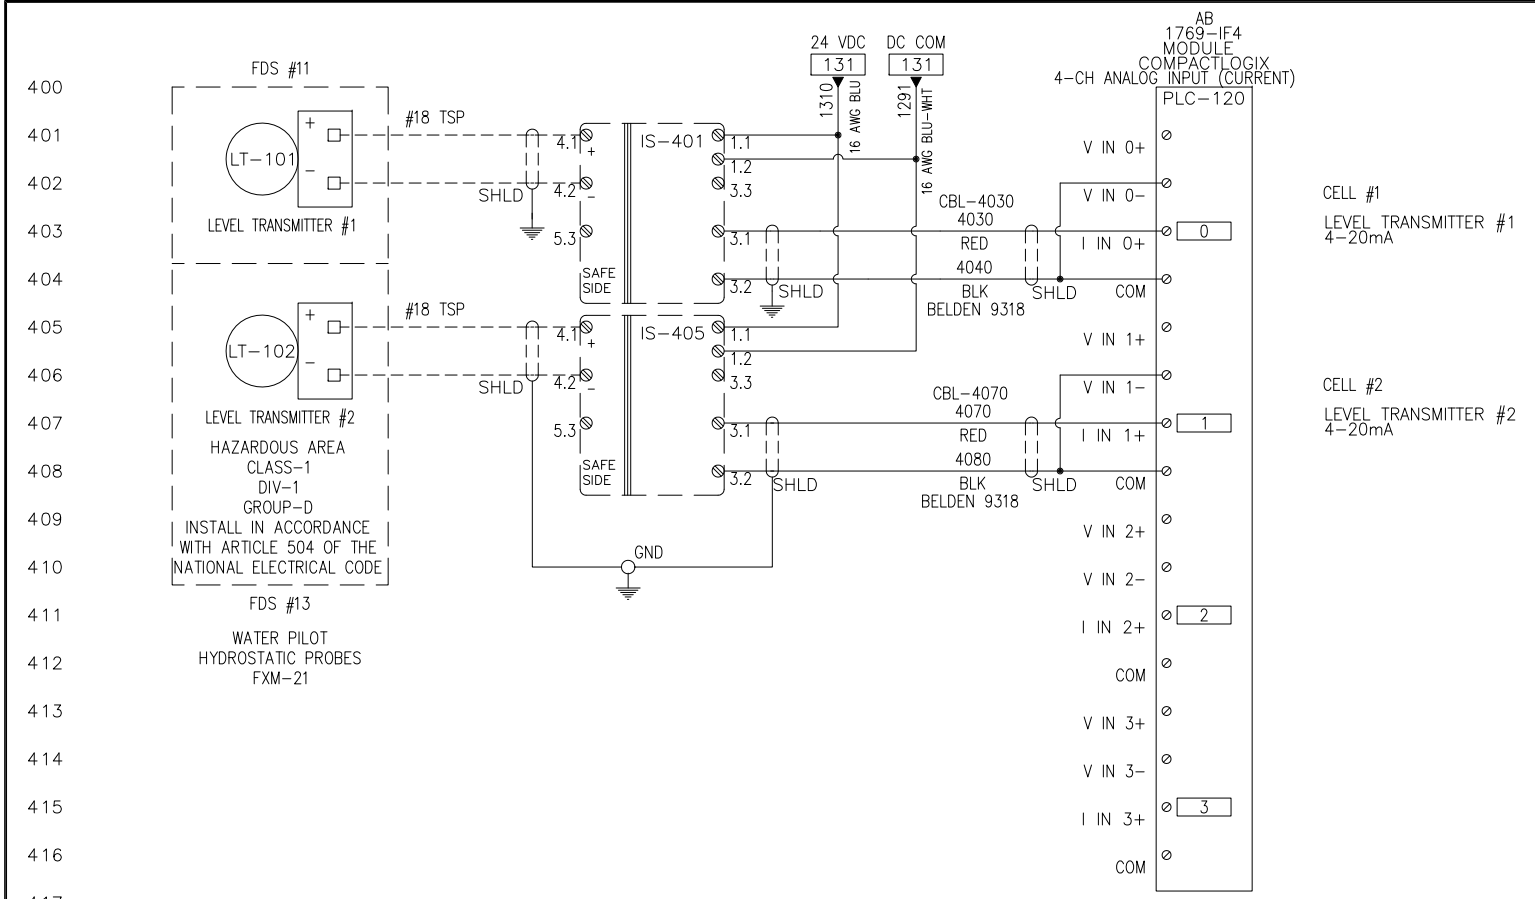 AB
1769-IF4
MODULE
COMPACTLOGIX
4-CH ANALOG INPUT (CURRENT)
PLC-120
24 VDC
131
DC COM
131
1310
16 AWG BLU
1291
16 AWG BLU-WHT
400
401
402
403
404
405
406
407
408
409
410
411
412
413
414
415
416
FDS #11
+
LT-101
−
LEVEL TRANSMITTER #1
#18 TSP
SHLD
+
LT-102
−
LEVEL TRANSMITTER #2
#18 TSP
SHLD
HAZARDOUS AREA
CLASS-1
DIV-1
GROUP-D
INSTALL IN ACCORDANCE
WITH ARTICLE 504 OF THE
NATIONAL ELECTRICAL CODE
FDS #13
WATER PILOT
HYDROSTATIC PROBES
FXM-21
IS-401
4.1
+
4.2
−
5.3
SAFE
SIDE
1.1
1.2
3.3
3.1
3.2
SHLD
IS-405
4.1
+
4.2
−
5.3
SAFE
SIDE
1.1
1.2
3.3
3.1
3.2
SHLD
GND
CBL-4030
4030
RED
4040
BLK
BELDEN 9318
SHLD
CBL-4070
4070
RED
4080
BLK
BELDEN 9318
SHLD
V IN 0+
V IN 0-
I IN 0+
0
COM
V IN 1+
V IN 1-
I IN 1+
1
COM
V IN 2+
V IN 2-
I IN 2+
2
COM
V IN 3+
V IN 3-
I IN 3+
3
COM
CELL #1
LEVEL TRANSMITTER #1
4-20mA
CELL #2
LEVEL TRANSMITTER #2
4-20mA